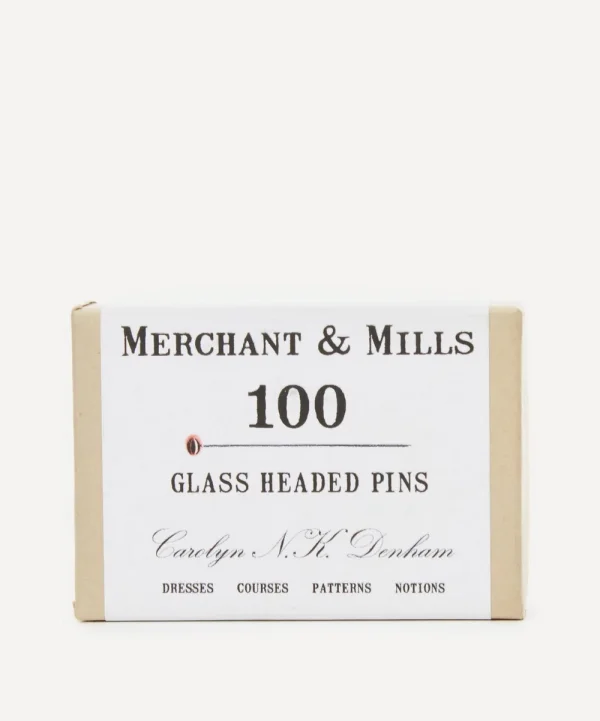 MERCHANT & MILLS
100
GLASS HEADED PINS
Carolyn N.K. Denham
DRESSES COURSES PATTERNS NOTIONS